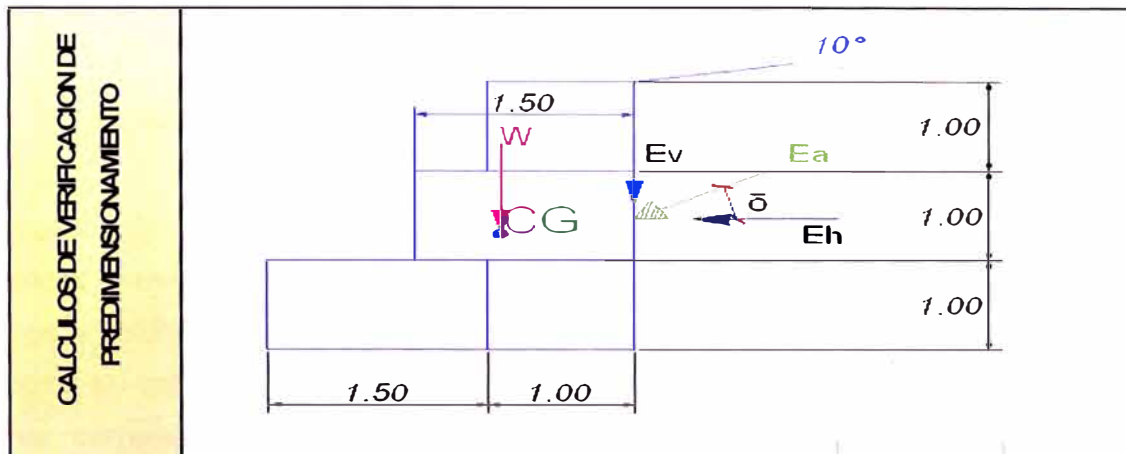 CALCULOS DE VERIFICACION DE
PREDIMENSIONAMIENTO
10°
1.50
1.00
W
Ev
Ea
δ
CG
Eh
1.00
1.00
1.50
1.00